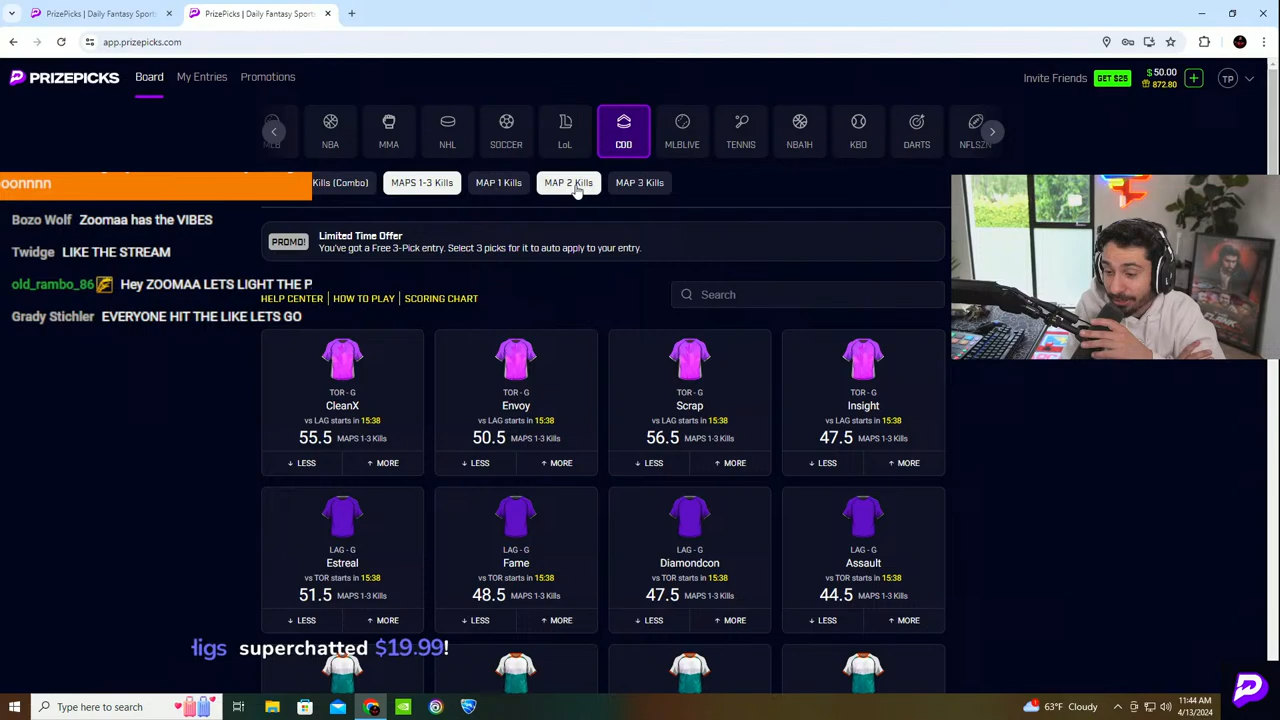 PrizePicks | Daily Fantasy Sport
PrizePicks | Daily Fantasy Sport
app.prizepicks.com
PRIZEPICKS
Board
My Entries
Promotions
Invite Friends
GET $25
$50.00
872.80
TP
MLB
NBA
MMA
NHL
SOCCER
LoL
COD
MLBLIVE
TENNIS
NBA1H
KBO
DARTS
NFLSZN
Kills (Combo)
MAPS 1-3 Kills
MAP 1 Kills
MAP 2 Kills
MAP 3 Kills
oonnnn
Bozo Wolf Zoomaa has the VIBES
Twidge LIKE THE STREAM
old_rambo_86 Hey ZOOMAA LETS LIGHT THE P
Grady Stichler EVERYONE HIT THE LIKE LETS GO
PROMO!
Limited Time Offer
You've got a Free 3-Pick entry. Select 3 picks for it to auto apply to your entry.
HELP CENTER | HOW TO PLAY | SCORING CHART
Search
TOR - G
CleanX
vs LAG starts in 15:38
55.5 MAPS 1-3 Kills
↓ LESS ↑ MORE
TOR - G
Envoy
vs LAG starts in 15:38
50.5 MAPS 1-3 Kills
↓ LESS ↑ MORE
TOR - G
Scrap
vs LAG starts in 15:38
56.5 MAPS 1-3 Kills
↓ LESS ↑ MORE
TOR - G
Insight
vs LAG starts in 15:38
47.5 MAPS 1-3 Kills
↓ LESS ↑ MORE
LAG - G
Estreal
vs TOR starts in 15:38
51.5 MAPS 1-3 Kills
↓ LESS ↑ MORE
LAG - G
Fame
vs TOR starts in 15:38
48.5 MAPS 1-3 Kills
↓ LESS ↑ MORE
LAG - G
Diamondcon
vs TOR starts in 15:38
47.5 MAPS 1-3 Kills
↓ LESS ↑ MORE
LAG - G
Assault
vs TOR starts in 15:38
44.5 MAPS 1-3 Kills
↓ LESS ↑ MORE
superchatted $19.99!
THE FLANK
Type here to search
63°F Cloudy
11:44 AM
4/13/2024